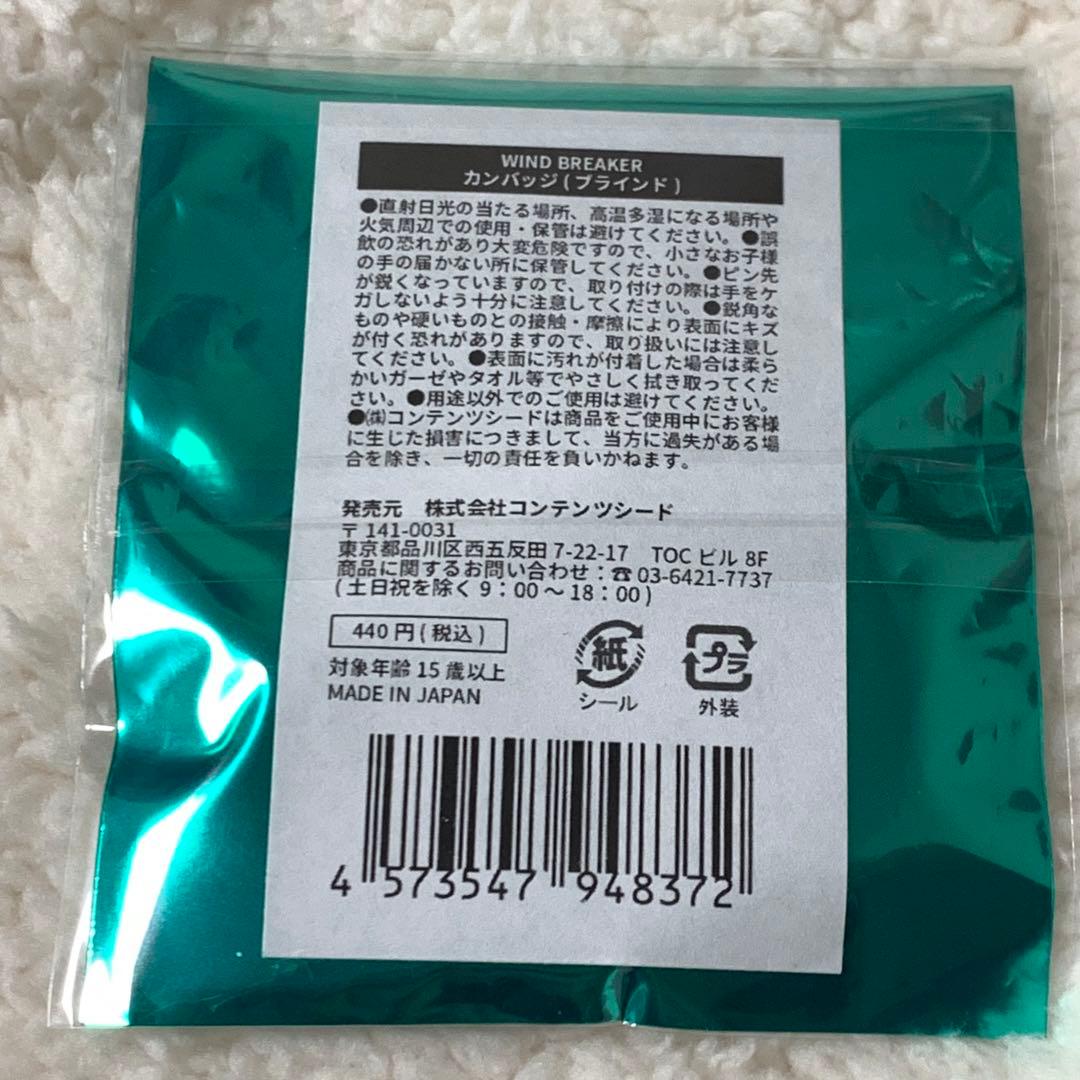 WIND BREAKER
カンバッジ ( ブラインド )
●直射日光の当たる場所、高温多湿になる場所や
火気周辺での使用・保管は避けてください。●誤
飲の恐れがあり大変危険ですので、小さなお子様
の手の届かない所に保管してください。●ピン先
が鋭くなっていますので、取り付けの際は手をケ
ガしないよう十分に注意してください。●鋭角な
ものや硬いものとの接触・摩擦により表面にキズ
が付く恐れがありますので、取り扱いには注意し
てください。●表面に汚れが付着した場合は柔ら
かいガーゼやタオル等でやさしく拭き取ってくだ
さい。●用途以外でのご使用は避けてください。
●㈱コンテンツシードは商品をご使用中にお客様
に生じた損害につきまして、当方に過失がある場
合を除き、一切の責任を負いかねます。
発売元 株式会社コンテンツシード
〒141-0031
東京都品川区西五反田 7-22-17 TOC ビル 8F
商品に関するお問い合わせ:☎ 03-6421-7737
( 土日祝を除く 9:00 〜 18:00 )
440 円 ( 税込 )
対象年齢 15 歳以上
MADE IN JAPAN
紙
シール
プラ
外装
4 573547 948372